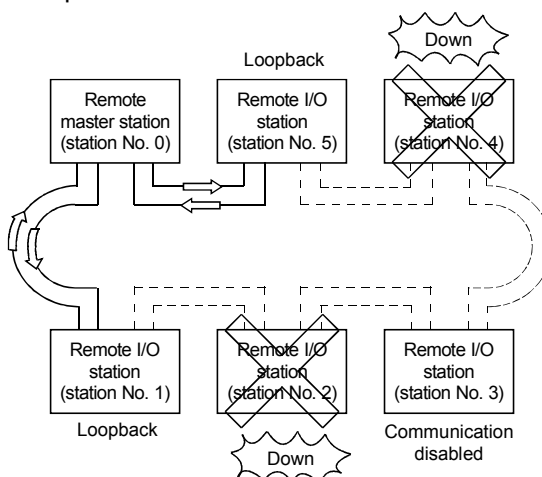 Down
Loopback
Remote
master station
(station No. 0)
Remote I/O
station
(station No. 5)
Remote I/O
station
(station No. 4)
Remote I/O
station
(station No. 1)
Remote I/O
station
(station No. 2)
Remote I/O
station
(station No. 3)
Loopback
Down
Communication
disabled